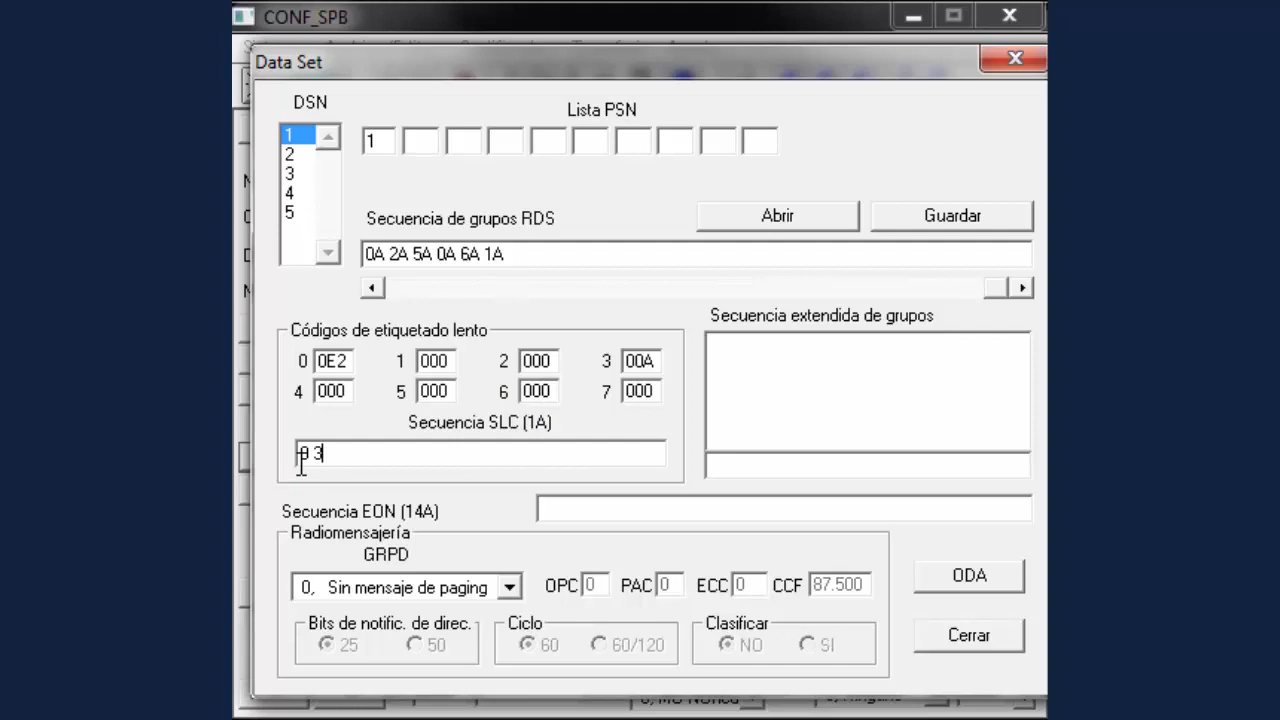 CONF_SPB
Data Set
DSN
Lista PSN
1
2
3
4
5
1
Secuencia de grupos RDS
Abrir
Guardar
0A 2A 5A 0A 6A 1A
Secuencia extendida de grupos
Códigos de etiquetado lento
0 0E2 1 000 2 000 3 00A
4 000 5 000 6 000 7 000
Secuencia SLC (1A)
0 3
Secuencia EON (14A)
Radiomensajería
GRPD
0, Sin mensaje de paging
OPC 0 PAC 0 ECC 0 CCF 87.500
ODA
Bits de notific. de direc.
25 50
Ciclo
60 60/120
Clasificar
NO SI
Cerrar